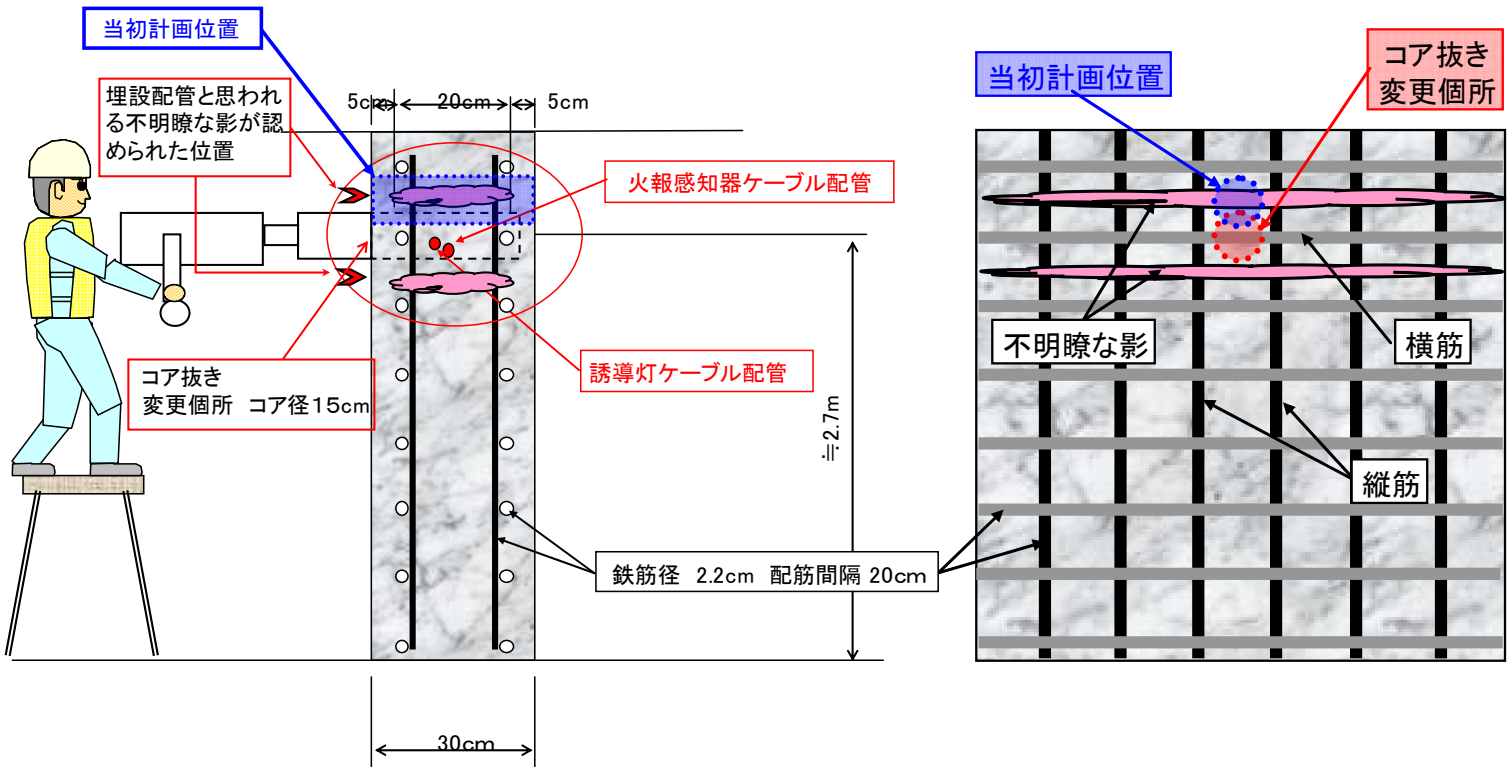 当初計画位置
埋設配管と思われ
る不明瞭な影が認
められた位置
5cm
20cm
5cm
火報感知器ケーブル配管
誘導灯ケーブル配管
コア抜き
変更個所 コア径15cm
≒2.7m
鉄筋径 2.2cm 配筋間隔 20cm
30cm
当初計画位置
コア抜き
変更個所
不明瞭な影
横筋
縦筋